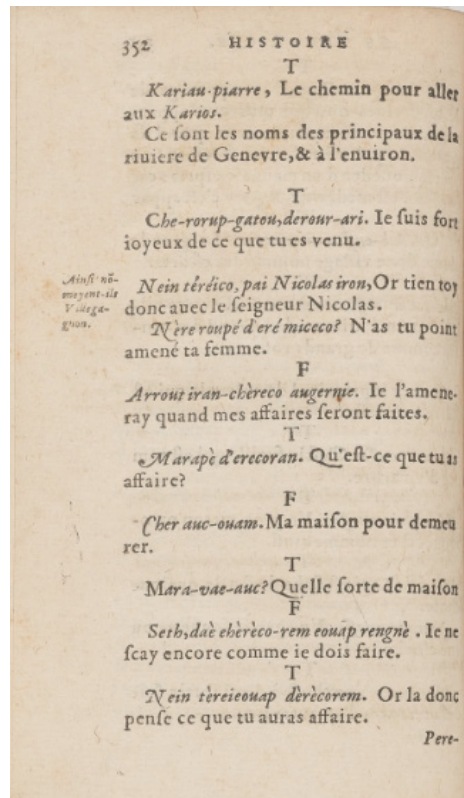 352 HISTOIRE
T
Kariau-piarre, Le chemin pour aller
aux Karios.
Ce ſont les noms des principaux de la
riuiere de Geneure, & à l'enuiron.
T
Che-rorup-gatou, derour-ari. Ie ſuis fort
ioyeux de ce que tu es venu.
Ainſi nõ-
moyent-ils
Villega-
gnon.
Nein téréico, pai Nicolas iron, Or tien toy
donc auec le ſeigneur Nicolas.
Nère roupé d'eré miceco? N'as tu point
amené ta femme.
F
Arrout iran-chèreco augernie. Ie l'amene-
ray quand mes affaires ſeront faites.
T
Marapè d'erecoran. Qu'eſt-ce que tu as
affaire?
F
Cher auc-ouam. Ma maiſon pour demeu
rer.
T
Mara-vae-auc? Quelle ſorte de maiſon
F
Seth, daè ehèrèco-rem eouap rengnè. Ie ne
ſcay encore comme ie dois faire.
T
Nein tèreieouap dèrècorem. Or la donc
penſe ce que tu auras affaire.
Pere-